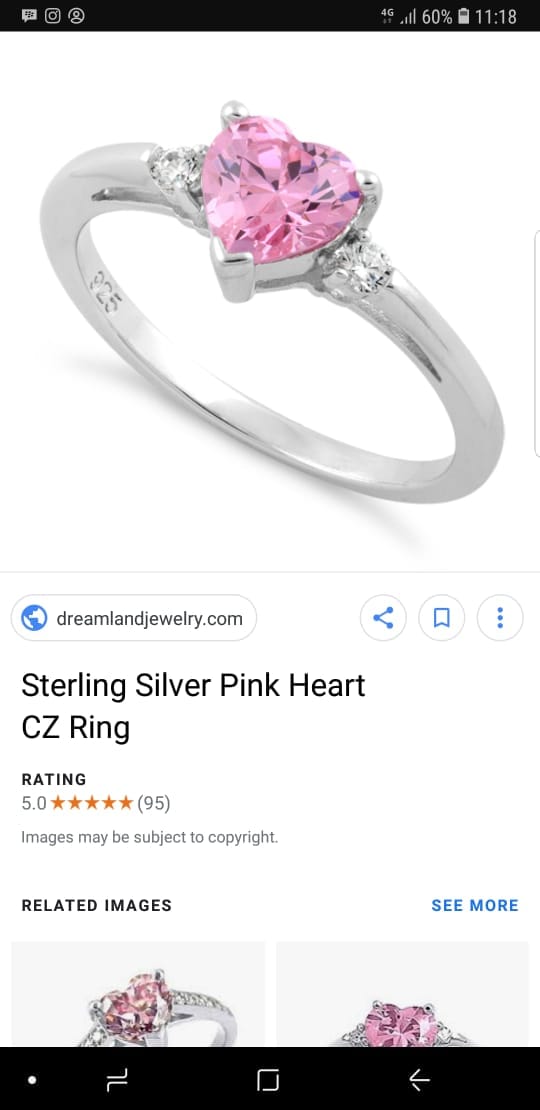 4G 60% 11:18
925
dreamlandjewelry.com
Sterling Silver Pink Heart
CZ Ring
RATING
5.0★★★★★(95)
Images may be subject to copyright.
RELATED IMAGES SEE MORE